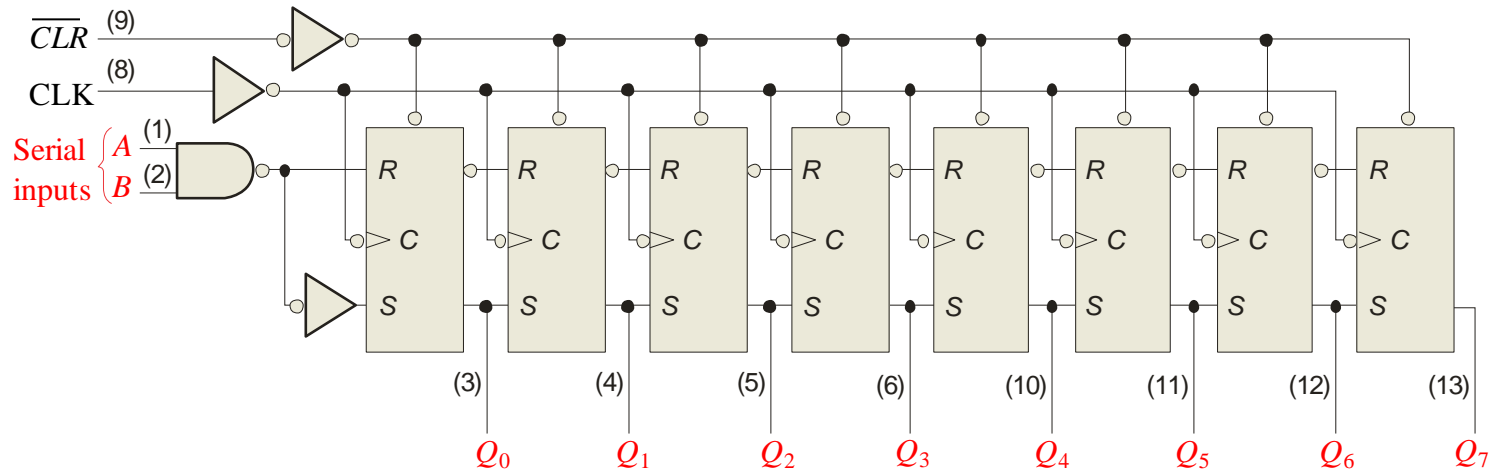 $\overline{CLR}$ (9)
CLK (8)
Serial inputs
A (1)
B (2)
R R R R R R R R
C C C C C C C C
S S S S S S S S
(3) (4) (5) (6) (10) (11) (12) (13)
Q0 Q1 Q2 Q3 Q4 Q5 Q6 Q7